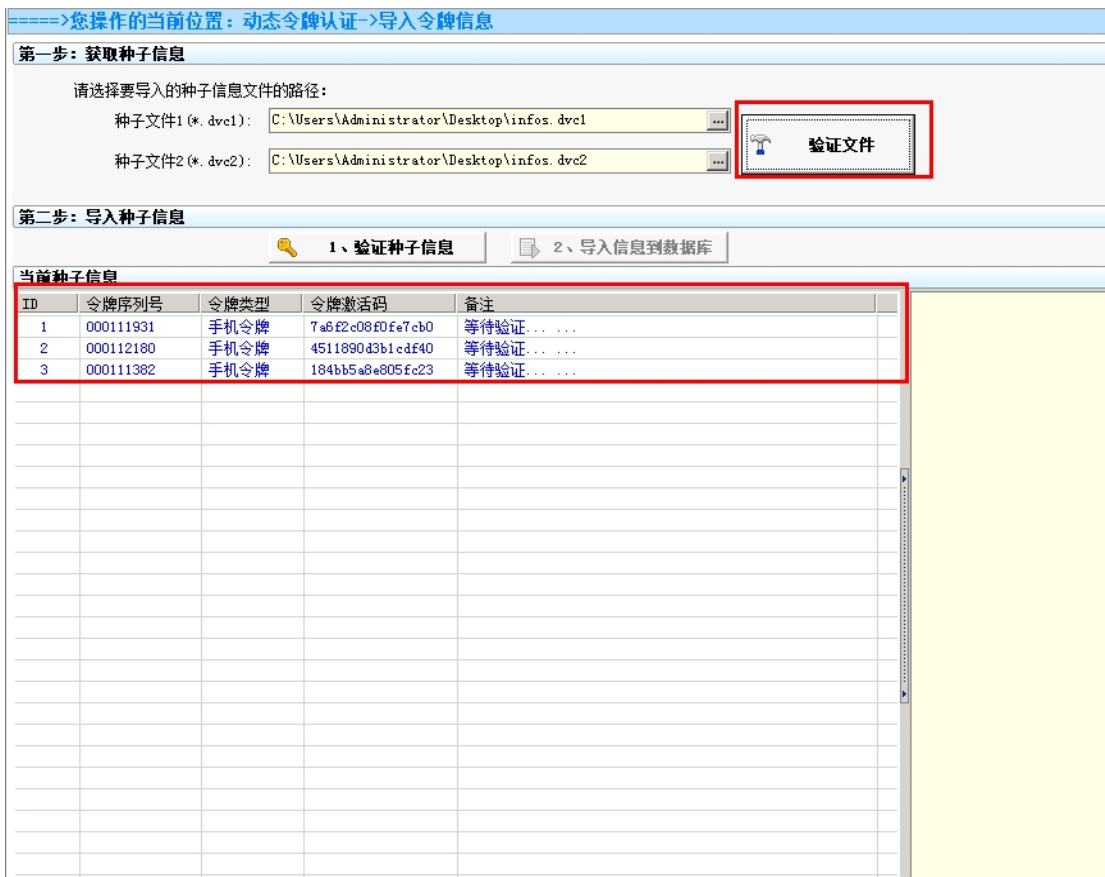 =====>您操作的当前位置: 动态令牌认证->导入令牌信息
第一步: 获取种子信息
请选择要导入的种子信息文件的路径:
种子文件1(*.dvc1): C:\Users\Administrator\Desktop\infos.dvc1 ...
验证文件
种子文件2(*.dvc2): C:\Users\Administrator\Desktop\infos.dvc2 ...
第二步: 导入种子信息
1、验证种子信息 2、导入信息到数据库
当前种子信息
ID 令牌序列号 令牌类型 令牌激活码 备注
1 000111931 手机令牌 7a6f2c08f0fe7cb0 等待验证... ...
2 000112180 手机令牌 4511890d3b1cdf40 等待验证... ...
3 000111382 手机令牌 184bb5a8e805fc23 等待验证... ...